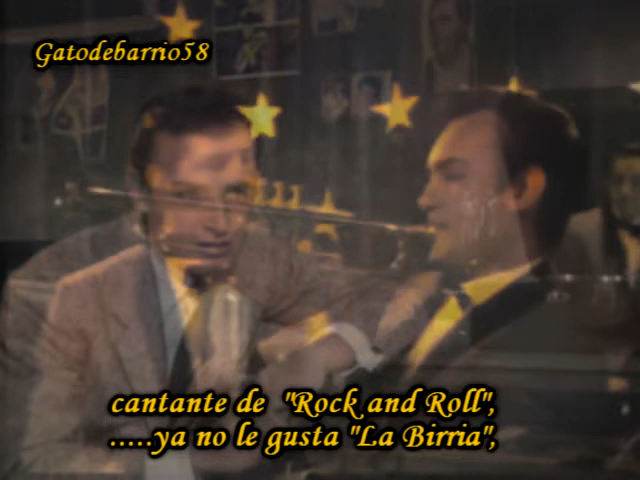 Gatodebarrio58
cantante de "Rock and Roll",
.....ya no le gusta "La Birria",